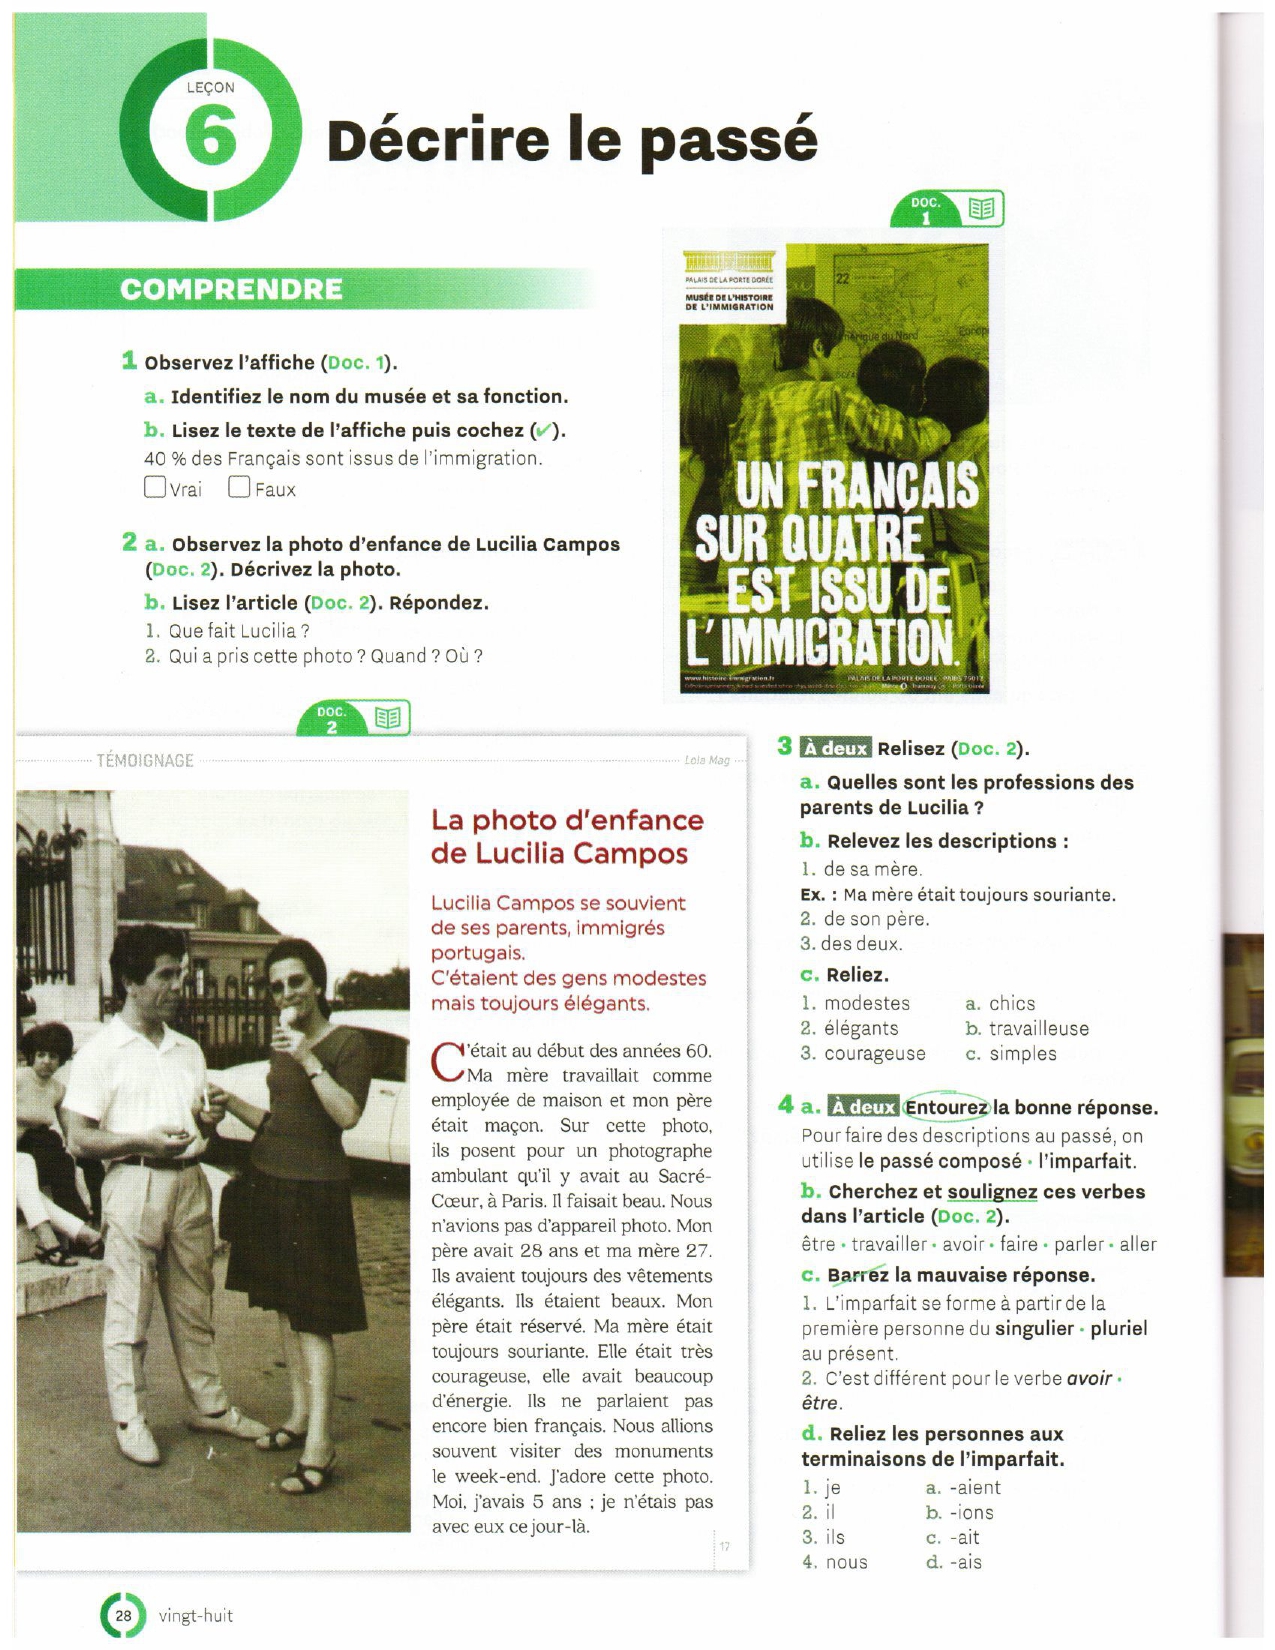 LEÇON
6
Décrire le passé
COMPRENDRE
1 Observez l'affiche (Doc. 1).
a. Identifiez le nom du musée et sa fonction.
b. Lisez le texte de l'affiche puis cochez (✓).
40 % des Français sont issus de l'immigration.
☐ Vrai ☐ Faux
2 a. Observez la photo d'enfance de Lucilia Campos
(Doc. 2). Décrivez la photo.
b. Lisez l'article (Doc. 2). Répondez.
1. Que fait Lucilia ?
2. Qui a pris cette photo ? Quand ? Où ?
DOC.
1
PALAIS DE LA PORTE DORÉE
MUSÉE DE L'HISTOIRE
DE L'IMMIGRATION
22
Amérique du Nord
Europe
UN FRANÇAIS
SUR QUATRE
EST ISSU DE
L'IMMIGRATION.
www.histoire-immigration.fr
PALAIS DE LA PORTE DORÉE - PARIS 75012
DOC.
2
TÉMOIGNAGE
Lola Mag
La photo d'enfance
de Lucilia Campos
Lucilia Campos se souvient
de ses parents, immigrés
portugais.
C'étaient des gens modestes
mais toujours élégants.
C'était au début des années 60.
Ma mère travaillait comme
employée de maison et mon père
était maçon. Sur cette photo,
ils posent pour un photographe
ambulant qu'il y avait au Sacré-
Cœur, à Paris. Il faisait beau. Nous
n'avions pas d'appareil photo. Mon
père avait 28 ans et ma mère 27.
Ils avaient toujours des vêtements
élégants. Ils étaient beaux. Mon
père était réservé. Ma mère était
toujours souriante. Elle était très
courageuse, elle avait beaucoup
d'énergie. Ils ne parlaient pas
encore bien français. Nous allions
souvent visiter des monuments
le week-end. J'adore cette photo.
Moi, j'avais 5 ans ; je n'étais pas
avec eux ce jour-là.
17
3 À deux Relisez (Doc. 2).
a. Quelles sont les professions des
parents de Lucilia ?
b. Relevez les descriptions :
1. de sa mère.
Ex. : Ma mère était toujours souriante.
2. de son père.
3. des deux.
c. Reliez.
1. modestes a. chics
2. élégants b. travailleuse
3. courageuse c. simples
4 a. À deux Entourez la bonne réponse.
Pour faire des descriptions au passé, on
utilise le passé composé • l'imparfait.
b. Cherchez et soulignez ces verbes
dans l'article (Doc. 2).
être • travailler • avoir • faire • parler • aller
c. Barrez la mauvaise réponse.
1. L'imparfait se forme à partir de la
première personne du singulier • pluriel
au présent.
2. C'est différent pour le verbe avoir •
être.
d. Reliez les personnes aux
terminaisons de l'imparfait.
1. je a. -aient
2. il b. -ions
3. ils c. -ait
4. nous d. -ais
28 vingt-huit